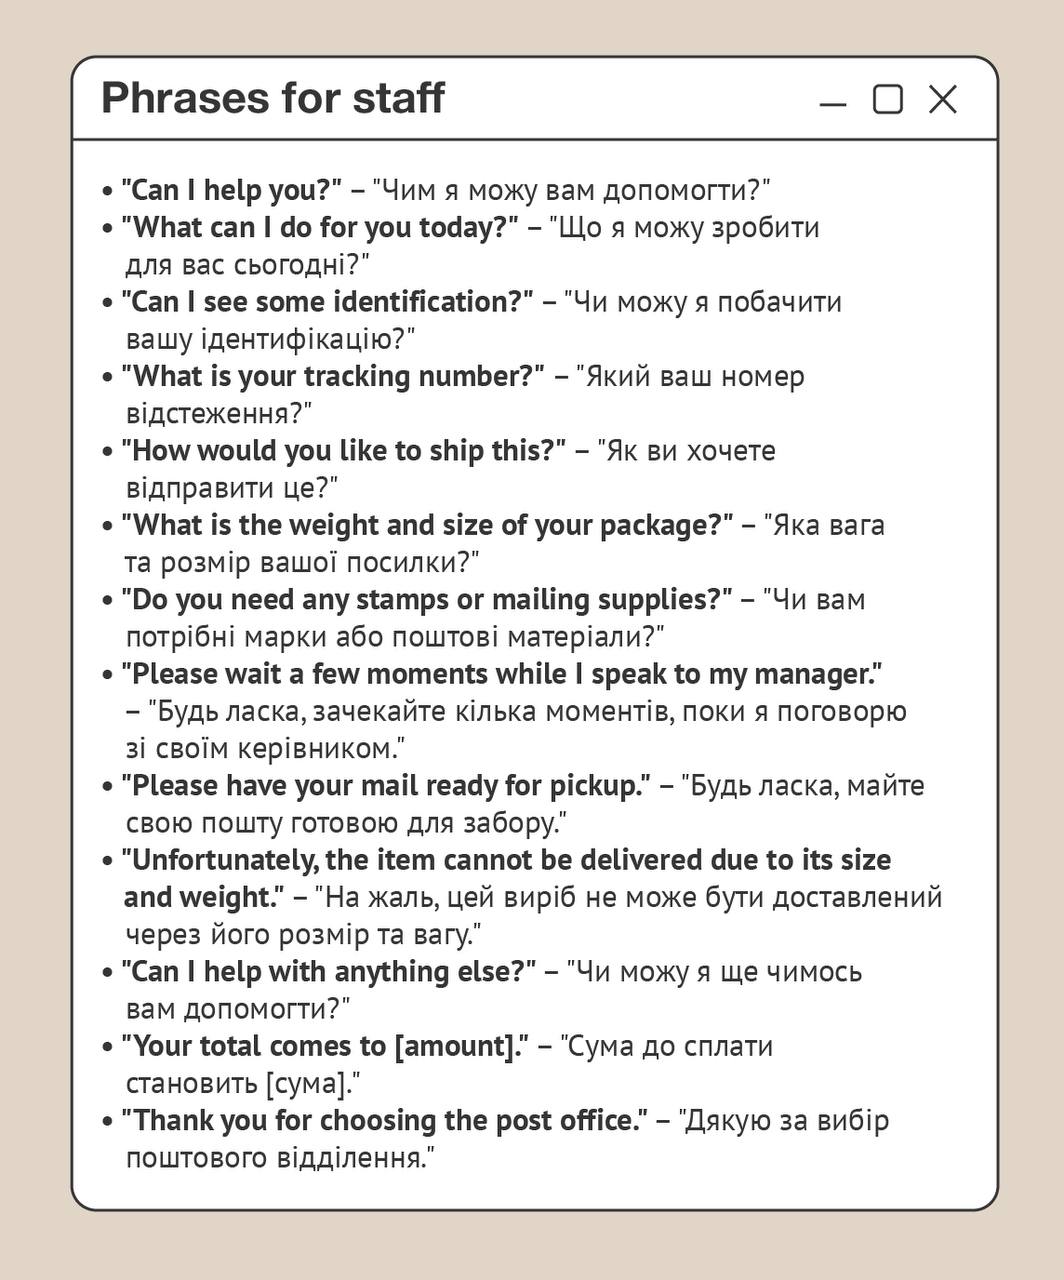 Phrases for staff
• "Can I help you?" – "Чим я можу вам допомогти?"
• "What can I do for you today?" – "Що я можу зробити
для вас сьогодні?"
• "Can I see some identification?" – "Чи можу я побачити
вашу ідентифікацію?"
• "What is your tracking number?" – "Який ваш номер
відстеження?"
• "How would you like to ship this?" – "Як ви хочете
відправити це?"
• "What is the weight and size of your package?" – "Яка вага
та розмір вашої посилки?"
• "Do you need any stamps or mailing supplies?" – "Чи вам
потрібні марки або поштові матеріали?"
• "Please wait a few moments while I speak to my manager."
– "Будь ласка, зачекайте кілька моментів, поки я поговорю
зі своїм керівником."
• "Please have your mail ready for pickup." – "Будь ласка, майте
свою пошту готовою для забору."
• "Unfortunately, the item cannot be delivered due to its size
and weight." – "На жаль, цей виріб не може бути доставлений
через його розмір та вагу."
• "Can I help with anything else?" – "Чи можу я ще чимось
вам допомогти?"
• "Your total comes to [amount]." – "Сума до сплати
становить [сума]."
• "Thank you for choosing the post office." – "Дякую за вибір
поштового відділення."